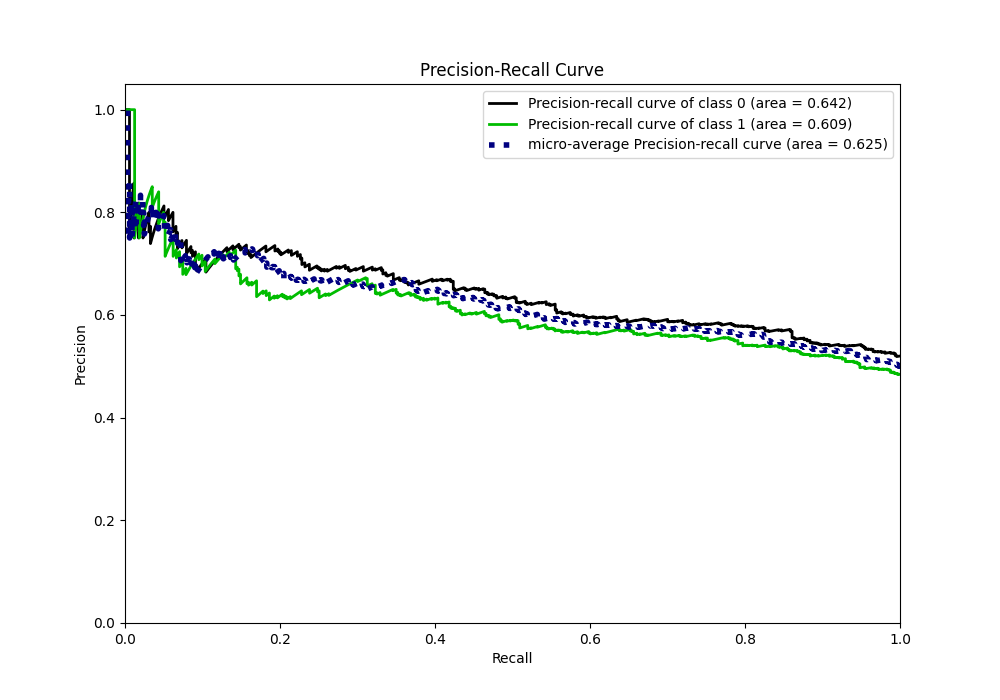 Precision-Recall Curve
Precision-recall curve of class 0 (area = 0.642)
Precision-recall curve of class 1 (area = 0.609)
micro-average Precision-recall curve (area = 0.625)
Precision
1.0
0.8
0.6
0.4
0.2
0.0
0.0 0.2 0.4 0.6 0.8 1.0
Recall